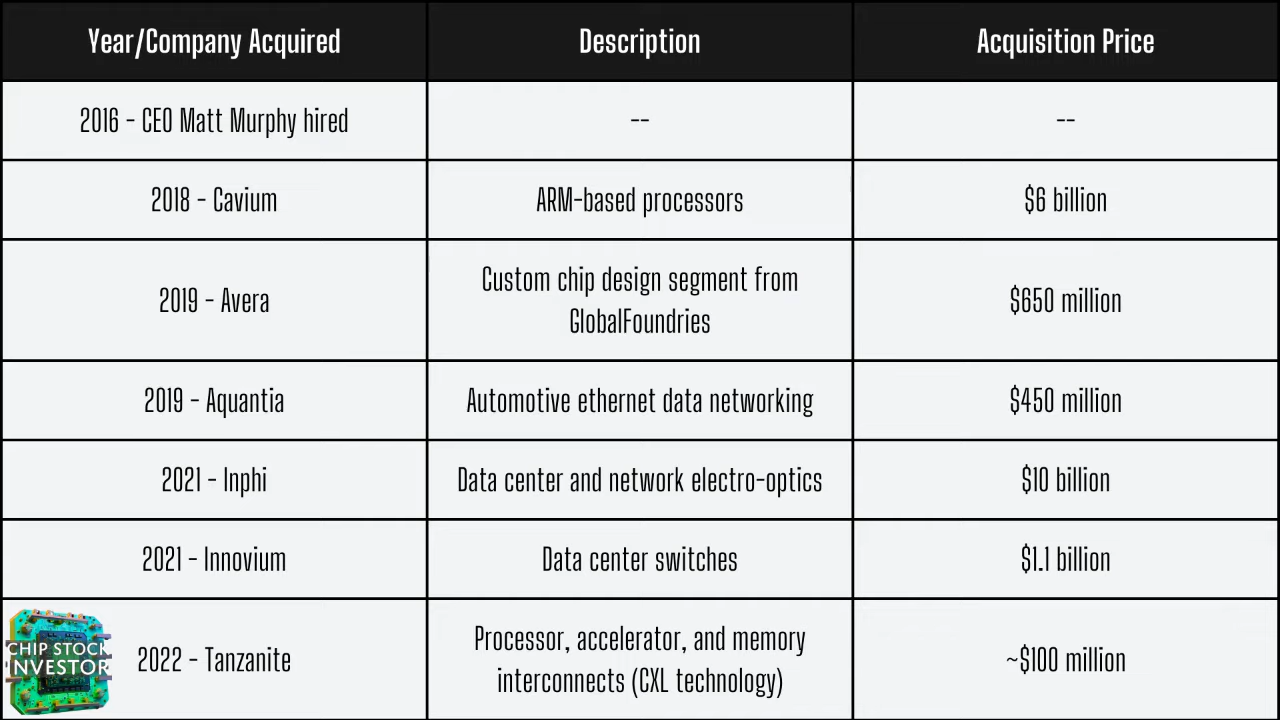 Year/Company Acquired
Description
Acquisition Price
2016 - CEO Matt Murphy hired
--
--
2018 - Cavium
ARM-based processors
$6 billion
2019 - Avera
Custom chip design segment from
GlobalFoundries
$650 million
2019 - Aquantia
Automotive ethernet data networking
$450 million
2021 - Inphi
Data center and network electro-optics
$10 billion
2021 - Innovium
Data center switches
$1.1 billion
2022 - Tanzanite
Processor, accelerator, and memory
interconnects (CXL technology)
~$100 million
CHIP STOCK
INVESTOR